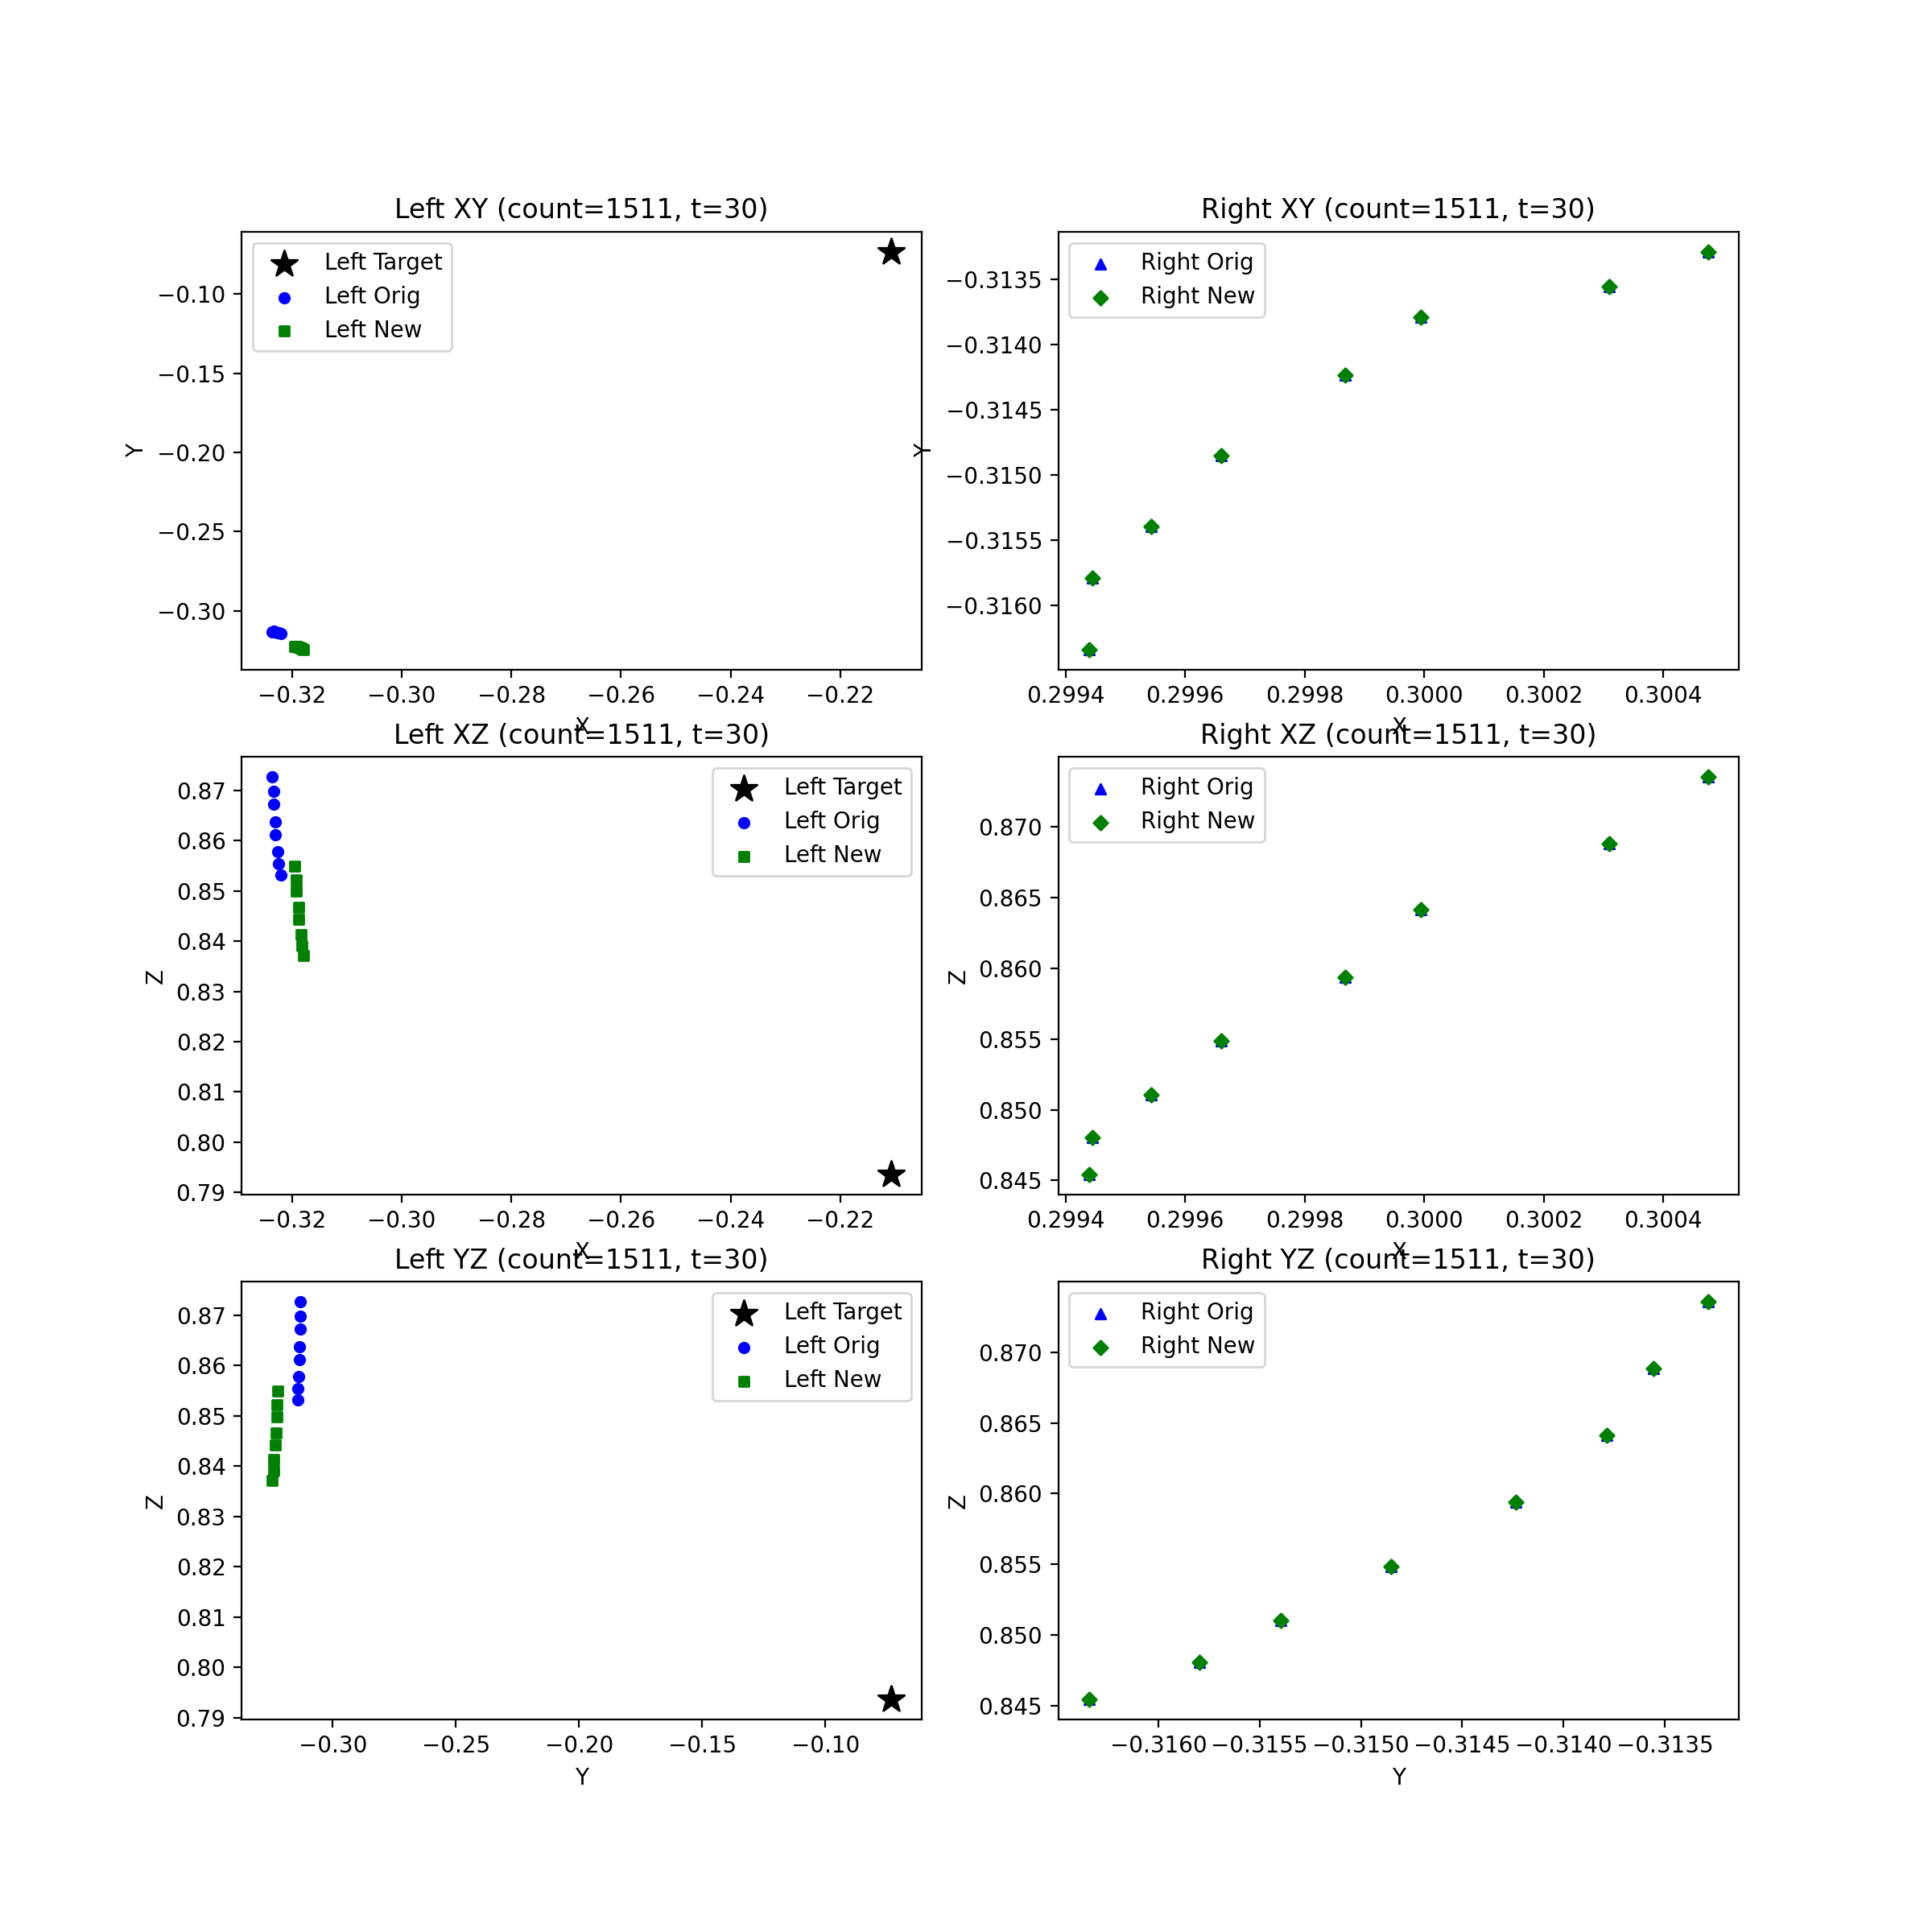 Left XY (count=1511, t=30)
Left Target
Left Orig
Left New
−0.10
−0.15
−0.20
−0.25
−0.30
Y
−0.32 −0.30 −0.28 −0.26 −0.24 −0.22
X
Right XY (count=1511, t=30)
Right Orig
Right New
−0.3135
−0.3140
−0.3145
−0.3150
−0.3155
−0.3160
Y
0.2994 0.2996 0.2998 0.3000 0.3002 0.3004
X
Left XZ (count=1511, t=30)
Left Target
Left Orig
Left New
0.87
0.86
0.85
0.84
0.83
0.82
0.81
0.80
0.79
Z
−0.32 −0.30 −0.28 −0.26 −0.24 −0.22
X
Right XZ (count=1511, t=30)
Right Orig
Right New
0.870
0.865
0.860
0.855
0.850
0.845
Z
0.2994 0.2996 0.2998 0.3000 0.3002 0.3004
X
Left YZ (count=1511, t=30)
Left Target
Left Orig
Left New
0.87
0.86
0.85
0.84
0.83
0.82
0.81
0.80
0.79
Z
−0.30 −0.25 −0.20 −0.15 −0.10
Y
Right YZ (count=1511, t=30)
Right Orig
Right New
0.870
0.865
0.860
0.855
0.850
0.845
Z
−0.3160 −0.3155 −0.3150 −0.3145 −0.3140 −0.3135
Y